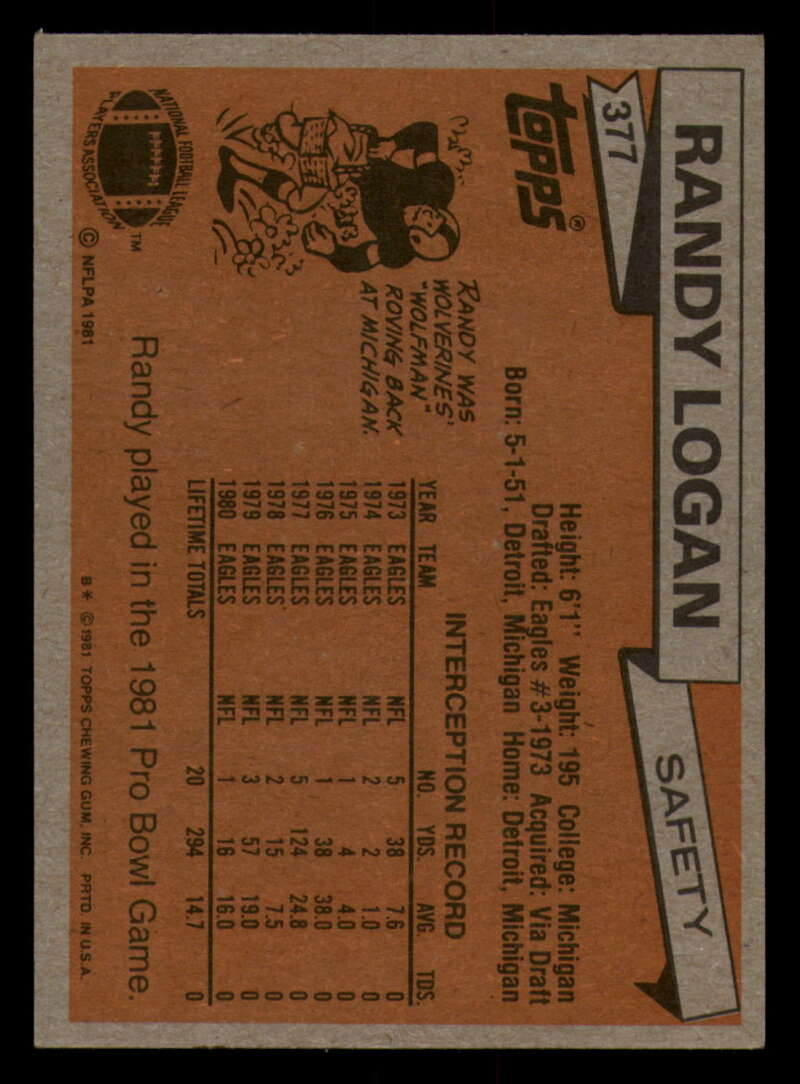 377
RANDY LOGAN
SAFETY
topps®
Height: 6'1" Weight: 195 College: Michigan
Drafted: Eagles #3-1973 Acquired: Via Draft
Born: 5-1-51, Detroit, Michigan Home: Detroit, Michigan
RANDY WAS
WOLVERINES'
"WOLFMAN"
ROVING BACK
AT MICHIGAN.
INTERCEPTION RECORD
YEAR TEAM NO. YDS. AVG. TDS.
1973 EAGLES NFL 5 38 7.6 0
1974 EAGLES NFL 2 2 1.0 0
1975 EAGLES NFL 1 4 4.0 0
1976 EAGLES NFL 1 38 38.0 0
1977 EAGLES NFL 5 124 24.8 0
1978 EAGLES NFL 2 15 7.5 0
1979 EAGLES NFL 3 57 19.0 0
1980 EAGLES NFL 1 16 16.0 0
LIFETIME TOTALS 20 294 14.7 0
NATIONAL FOOTBALL LEAGUE
PLAYERS ASSOCIATION
TM
© NFLPA 1981
Randy played in the 1981 Pro Bowl Game.
B* © 1981 TOPPS CHEWING GUM, INC. PRTD. IN U.S.A.